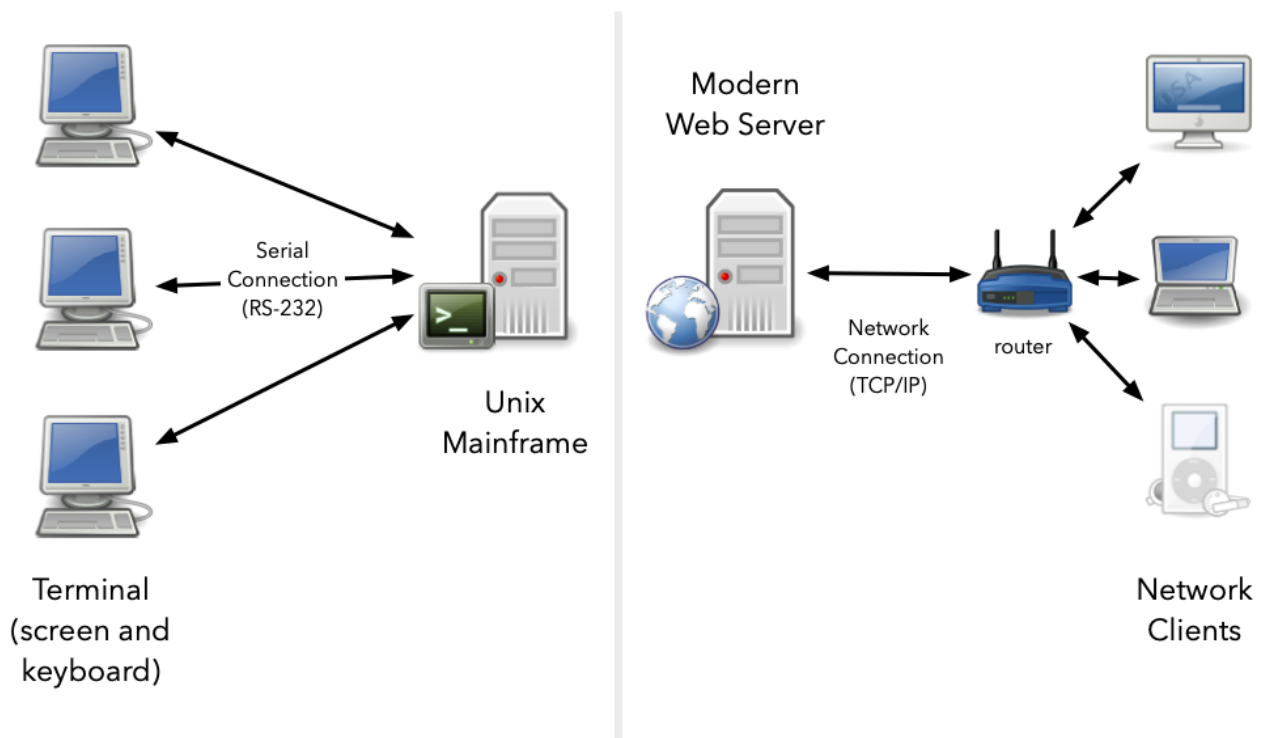 Serial
Connection
(RS-232)
>_
Unix
Mainframe
Terminal
(screen and
keyboard)
Modern
Web Server
Network
Connection
(TCP/IP)
router
Network
Clients